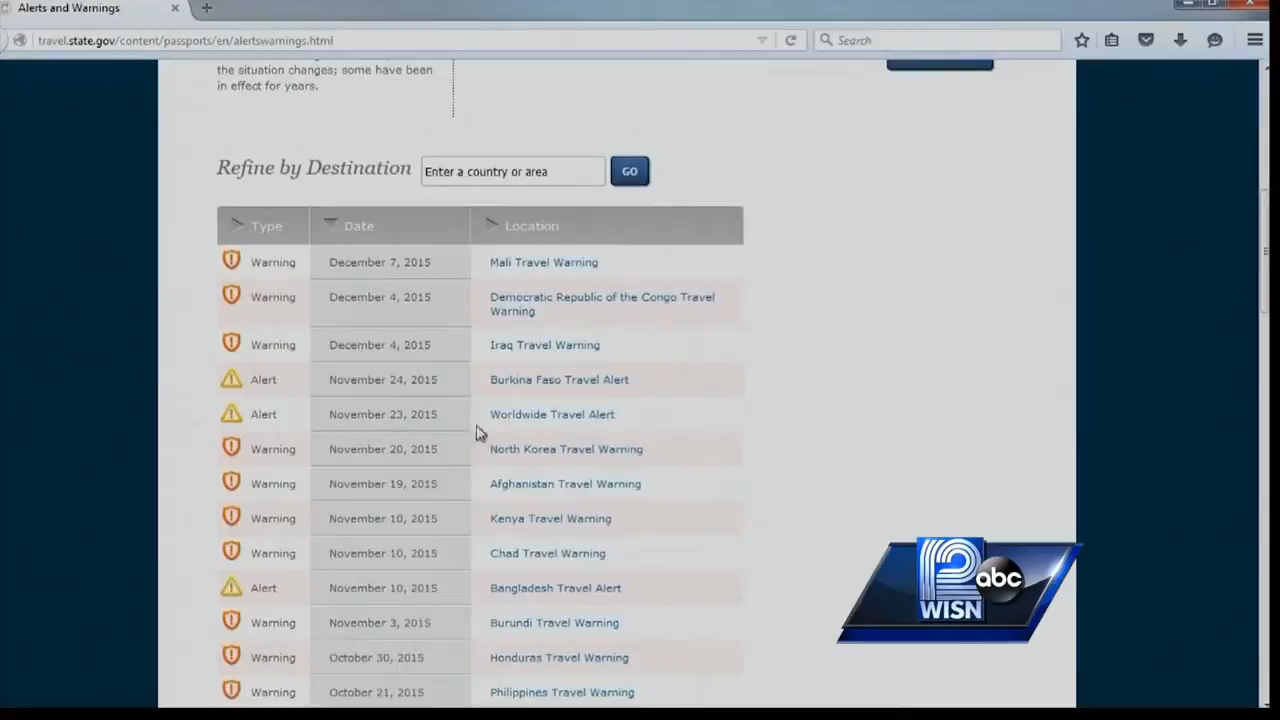 Alerts and Warnings
travel.state.gov/content/passports/en/alertswarnings.html
Search
the situation changes; some have been
in effect for years.
Refine by Destination
Enter a country or area
GO
Type Date Location
Warning December 7, 2015 Mali Travel Warning
Warning December 4, 2015 Democratic Republic of the Congo Travel
Warning
Warning December 4, 2015 Iraq Travel Warning
Alert November 24, 2015 Burkina Faso Travel Alert
Alert November 23, 2015 Worldwide Travel Alert
Warning November 20, 2015 North Korea Travel Warning
Warning November 19, 2015 Afghanistan Travel Warning
Warning November 10, 2015 Kenya Travel Warning
Warning November 10, 2015 Chad Travel Warning
Alert November 10, 2015 Bangladesh Travel Alert
Warning November 3, 2015 Burundi Travel Warning
Warning October 30, 2015 Honduras Travel Warning
Warning October 21, 2015 Philippines Travel Warning
12
abc
WISN